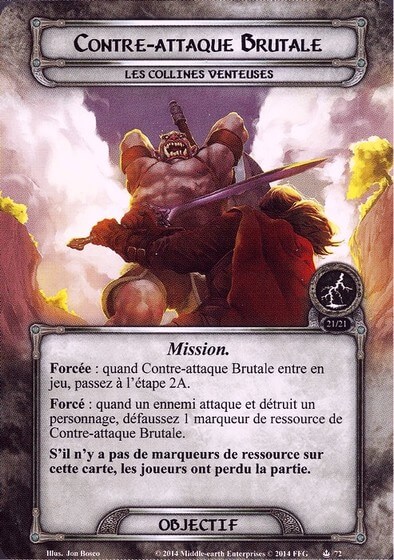 Contre-attaque Brutale
Les Collines Venteuses
21/21
Mission.
Forcée : quand Contre-attaque Brutale entre en
jeu, passez à l'étape 2A.
Forcé : quand un ennemi attaque et détruit un
personnage, défaussez 1 marqueur de ressource de
Contre-attaque Brutale.
S'il n'y a pas de marqueurs de ressource sur
cette carte, les joueurs ont perdu la partie.
Objectif
Illus. Jon Bosco © 2014 Middle-earth Enterprises © 2014 FFG 72